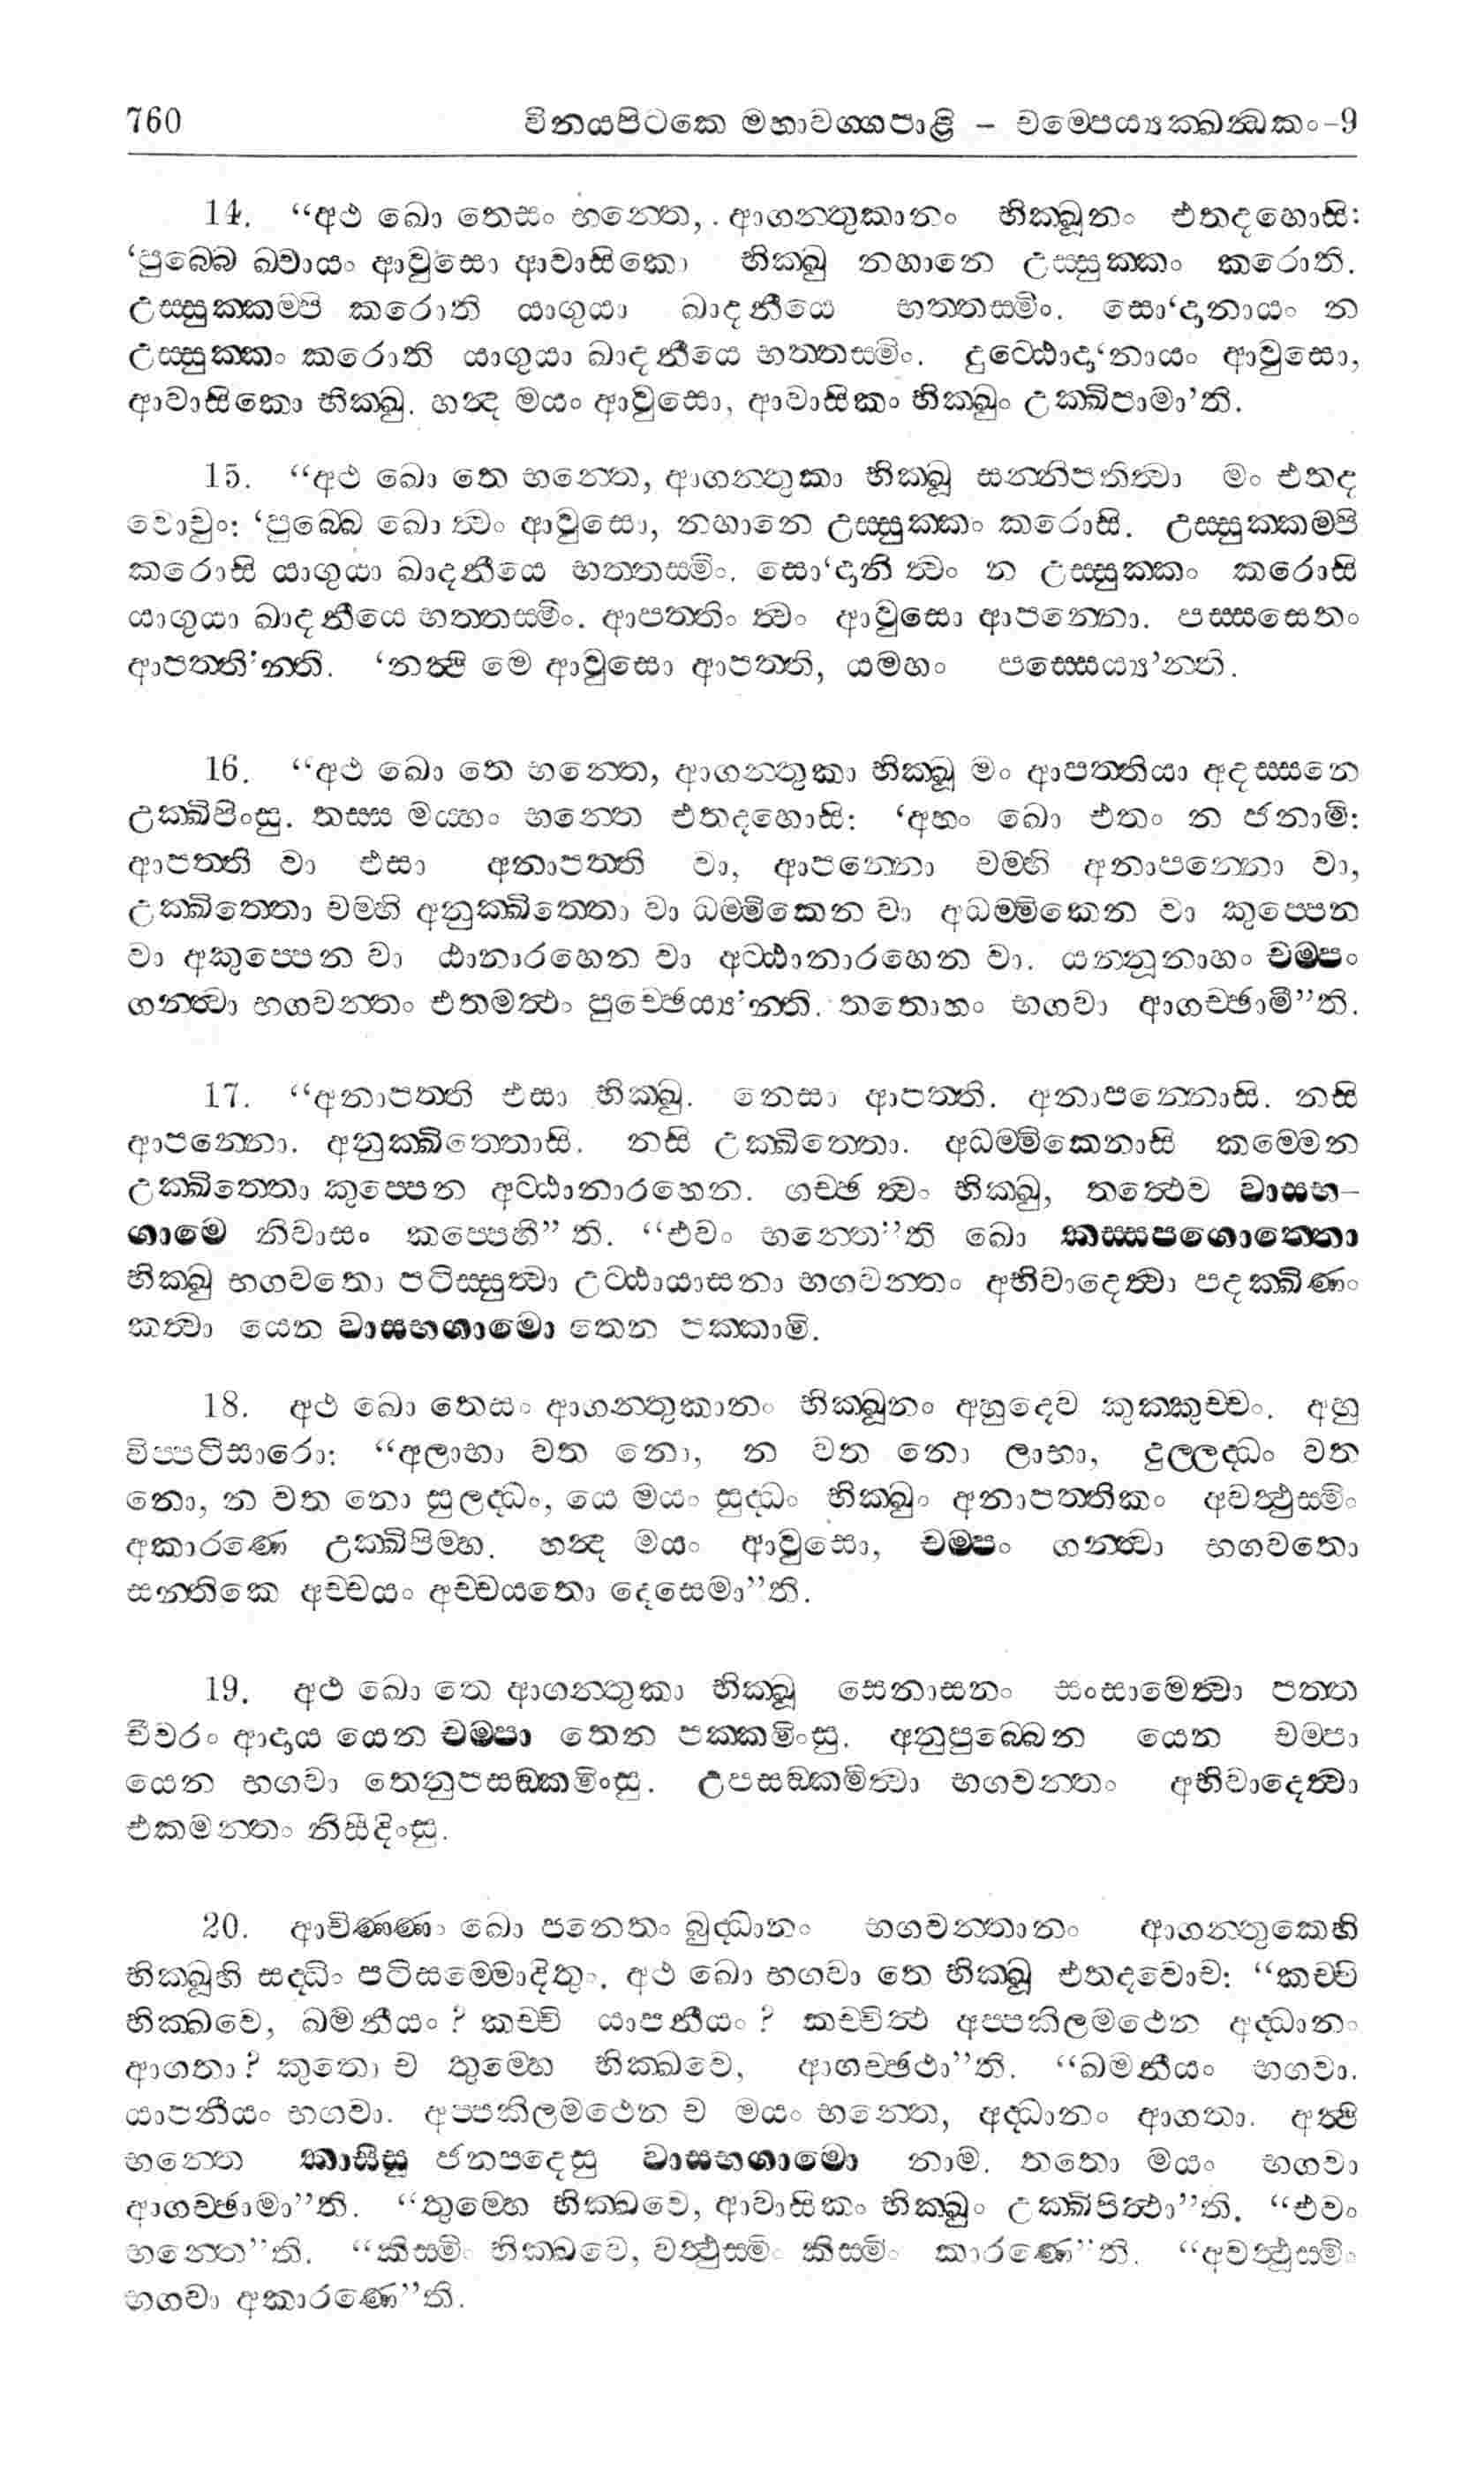 760 විනයපිටකෙ මහාවග්ගපාළි – චම්පෙය්‍යක්ඛන්ධකං-9
14. “අථ ඛො තෙසං භන්තෙ, ආගන්තුකානං භික්ඛූනං එතදහොසි:
‘පුබ්බෙ ඛ්වායං ආවුසො ආවාසිකො භික්ඛු නහානෙ උස්සුක්කං කරොති.
උස්සුක්කම්පි කරොති යාගුයා ඛාදනීයෙ භත්තස්මිං. සො‘දානායං න
උස්සුක්කං කරොති යාගුයා ඛාදනීයෙ භත්තස්මිං. දුට්ඨොදා‘නායං ආවුසො,
ආවාසිකො භික්ඛු. හන්ද මයං ආවුසො, ආවාසිකං භික්ඛුං උක්ඛිපාමා’ති.
15. “අථ ඛො තෙ භන්තෙ, ආගන්තුකා භික්ඛූ සන්නිපතිත්‍වා මං එතද
වොචුං: ‘පුබ්බෙ ඛො ත්‍වං ආවුසො, නහානෙ උස්සුක්කං කරොසි. උස්සුක්කම්පි
කරොසි යාගුයා ඛාදනීයෙ භත්තස්මිං. සො‘දානි ත්‍වං න උස්සුක්කං කරොසි
යාගුයා ඛාදනීයෙ භත්තස්මිං. ආපත්තිං ත්‍වං ආවුසො ආපන්නො. පස්සසෙතං
ආපත්ති’න්ති. ‘නත්‍ථි මෙ ආවුසො ආපත්ති, යමහං පස්සෙය්‍ය’න්ති.
16. “අථ ඛො තෙ භන්තෙ, ආගන්තුකා භික්ඛූ මං ආපත්තියා අදස්සනෙ
උක්ඛිපිංසු. තස්ස මය්හං භන්තෙ එතදහොසි: ‘අහං ඛො එතං න ජනාමි:
ආපත්ති වා එසා අනාපත්ති වා, ආපන්නො චම්හි අනාපන්නො වා,
උක්ඛිත්තො චම්හි අනුක්ඛිත්තො වා ධම්මිකෙන වා අධම්මිකෙන වා කුප්පෙන
වා අකුප්පෙන වා ඨානාරහෙන වා අට්ඨානාරහෙන වා. යන්නූනාහං චම්පං
ගන්ත්‍වා භගවන්තං එතමත්‍ථං පුච්ඡෙය්‍ය’න්ති. තතොහං භගවා ආගච්ඡාමී”ති.
17. “අනාපත්ති එසා භික්ඛු. නෙසා ආපත්ති. අනාපන්නොසි. නසි
ආපන්නො. අනුක්ඛිත්තොසි. නසි උක්ඛිත්තො. අධම්මිකෙනාසි කම්මෙන
උක්ඛිත්තො කුප්පෙන අට්ඨානාරහෙන. ගච්ඡ ත්‍වං භික්ඛු, තත්‍ථෙව වාසභ–
ගාමෙ නිවාසං කප්පෙහී” ති. “එවං භන්තෙ”ති ඛො කස්සපගොත්තො
භික්ඛු භගවතො පටිස්සුත්‍වා උට්ඨායාසනා භගවන්තං අභිවාදෙත්‍වා පදක්ඛිණං
කත්‍වා යෙන වාසභගාමො තෙන පක්කාමි.
18. අථ ඛො තෙසං ආගන්තුකානං භික්ඛූනං අහුදෙව කුක්කුච්චං. අහු
විප්පටිසාරො: “අලාභා වත නො, න වත නො ලාභා, දුල්ලද්ධං වත
නො, න වත නො සුලද්ධං, යෙ මයං සුද්ධං භික්ඛුං අනාපත්තිකං අවත්‍ථුස්මිං
අකාරණෙ උක්ඛිපිම්හ. හන්ද මයං ආවුසො, චම්පං ගන්ත්‍වා භගවතො
සන්තිකෙ අච්චයං අච්චයතො දෙසෙමා”ති.
19. අථ ඛො තෙ ආගන්තුකා භික්ඛූ සෙනාසනං සංසාමෙත්‍වා පත්ත
චීවරං ආදාය යෙන චම්පා තෙන පක්කමිංසු. අනුපුබ්බෙන යෙන චම්පා
යෙන භගවා තෙනුපසඞ්කමිංසු. උපසඞ්කමිත්‍වා භගවන්තං අභිවාදෙත්‍වා
එකමන්තං නිසීදිංසු.
20. ආචිණ්ණා ඛො පනෙතං බුද්ධානං භගවන්තානං ආගන්තුකෙහි
භික්ඛූහි සද්ධිං පටිසම්මොදිතුං. අථ ඛො භගවා තෙ භික්ඛූ එතදවොච: “කච්චි
භික්ඛවෙ, ඛමනීයං? කච්චි යාපනීයං? කච්චිත්‍ථ අප්පකිලමථෙන අද්ධානං
ආගතා? කුතො ච තුම්හෙ භික්ඛවෙ, ආගච්ඡථා”ති. “ඛමනීයං භගවා.
යාපනීයං භගවා. අප්පකිලමථෙන ච මයං භන්තෙ, අද්ධානං ආගතා. අත්‍ථි
භන්තෙ කාසීසු ජනපදෙසු වාසභගාමො නාම. තතො මයං භගවා
ආගච්ඡාමා”ති. “තුම්හෙ භික්ඛවෙ, ආවාසිකං භික්ඛුං උක්ඛිපිත්‍ථා”ති. “එවං
භන්තෙ”ති. “කිස්මිං භික්ඛවෙ, වත්‍ථුස්මිං කිස්මිං කාරණෙ”ති. “අවත්‍ථුස්මිං
භගවා අකාරණෙ”ති.